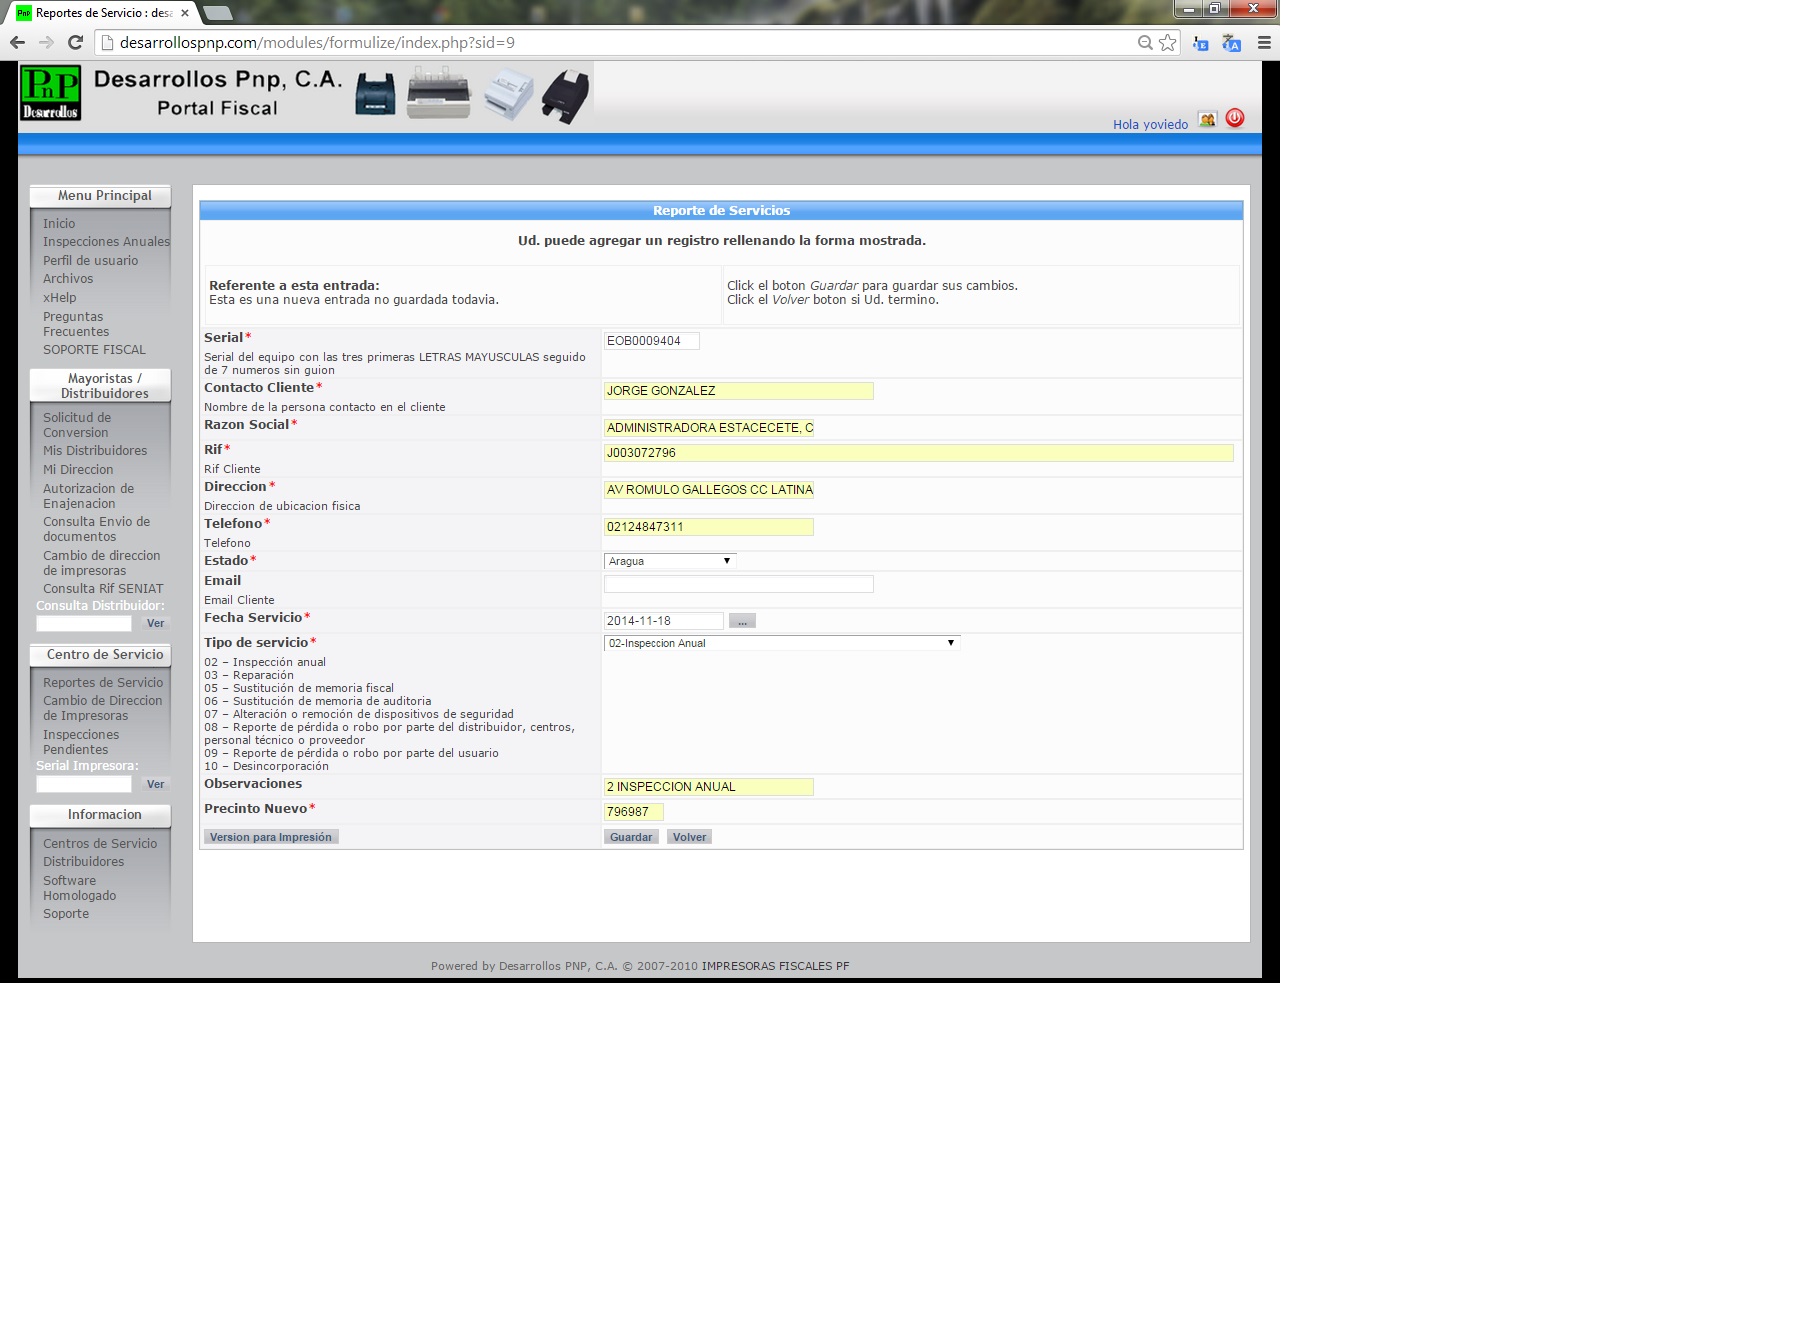 Reportes de Servicio : desa
desarrollospnp.com/modules/formulize/index.php?sid=9
PnP
Desarrollos
Desarrollos Pnp, C.A.
Portal Fiscal
Hola yoviedo
Menu Principal
Inicio
Inspecciones Anuales
Perfil de usuario
Archivos
xHelp
Preguntas
Frecuentes
SOPORTE FISCAL
Mayoristas /
Distribuidores
Solicitud de
Conversion
Mis Distribuidores
Mi Direccion
Autorizacion de
Enajenacion
Consulta Envio de
documentos
Cambio de direccion
de impresoras
Consulta Rif SENIAT
Consulta Distribuidor:
Ver
Centro de Servicio
Reportes de Servicio
Cambio de Direccion
de Impresoras
Inspecciones
Pendientes
Serial Impresora:
Ver
Informacion
Centros de Servicio
Distribuidores
Software
Homologado
Soporte
Reporte de Servicios
Ud. puede agregar un registro rellenando la forma mostrada.
Referente a esta entrada:
Esta es una nueva entrada no guardada todavia.
Click el boton Guardar para guardar sus cambios.
Click el Volver boton si Ud. termino.
Serial* EOB0009404
Serial del equipo con las tres primeras LETRAS MAYUSCULAS seguido
de 7 numeros sin guion
Contacto Cliente* JORGE GONZALEZ
Nombre de la persona contacto en el cliente
Razon Social* ADMINISTRADORA ESTACECETE, C
Rif* J003072796
Rif Cliente
Direccion* AV ROMULO GALLEGOS CC LATINA
Direccion de ubicacion fisica
Telefono* 02124847311
Telefono
Estado* Aragua
Email
Email Cliente
Fecha Servicio* 2014-11-18 ...
Tipo de servicio* 02-Inspeccion Anual
02 – Inspección anual
03 – Reparación
05 – Sustitución de memoria fiscal
06 – Sustitución de memoria de auditoria
07 – Alteración o remoción de dispositivos de seguridad
08 – Reporte de pérdida o robo por parte del distribuidor, centros,
personal técnico o proveedor
09 – Reporte de pérdida o robo por parte del usuario
10 – Desincorporación
Observaciones 2 INSPECCION ANUAL
Precinto Nuevo* 796987
Version para Impresión Guardar Volver
Powered by Desarrollos PNP, C.A. © 2007-2010 IMPRESORAS FISCALES PF